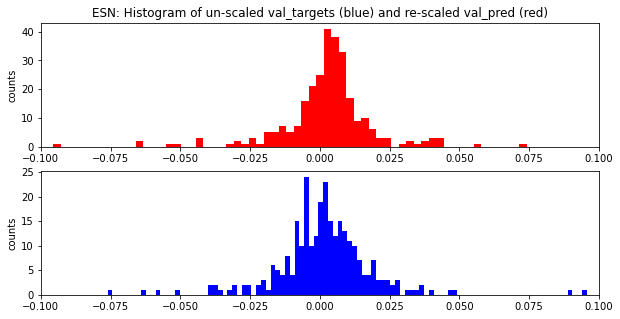 ESN: Histogram of un-scaled val_targets (blue) and re-scaled val_pred (red)
counts
40
30
20
10
0
−0.100 −0.075 −0.050 −0.025 0.000 0.025 0.050 0.075 0.100
counts
25
20
15
10
5
0
−0.100 −0.075 −0.050 −0.025 0.000 0.025 0.050 0.075 0.100